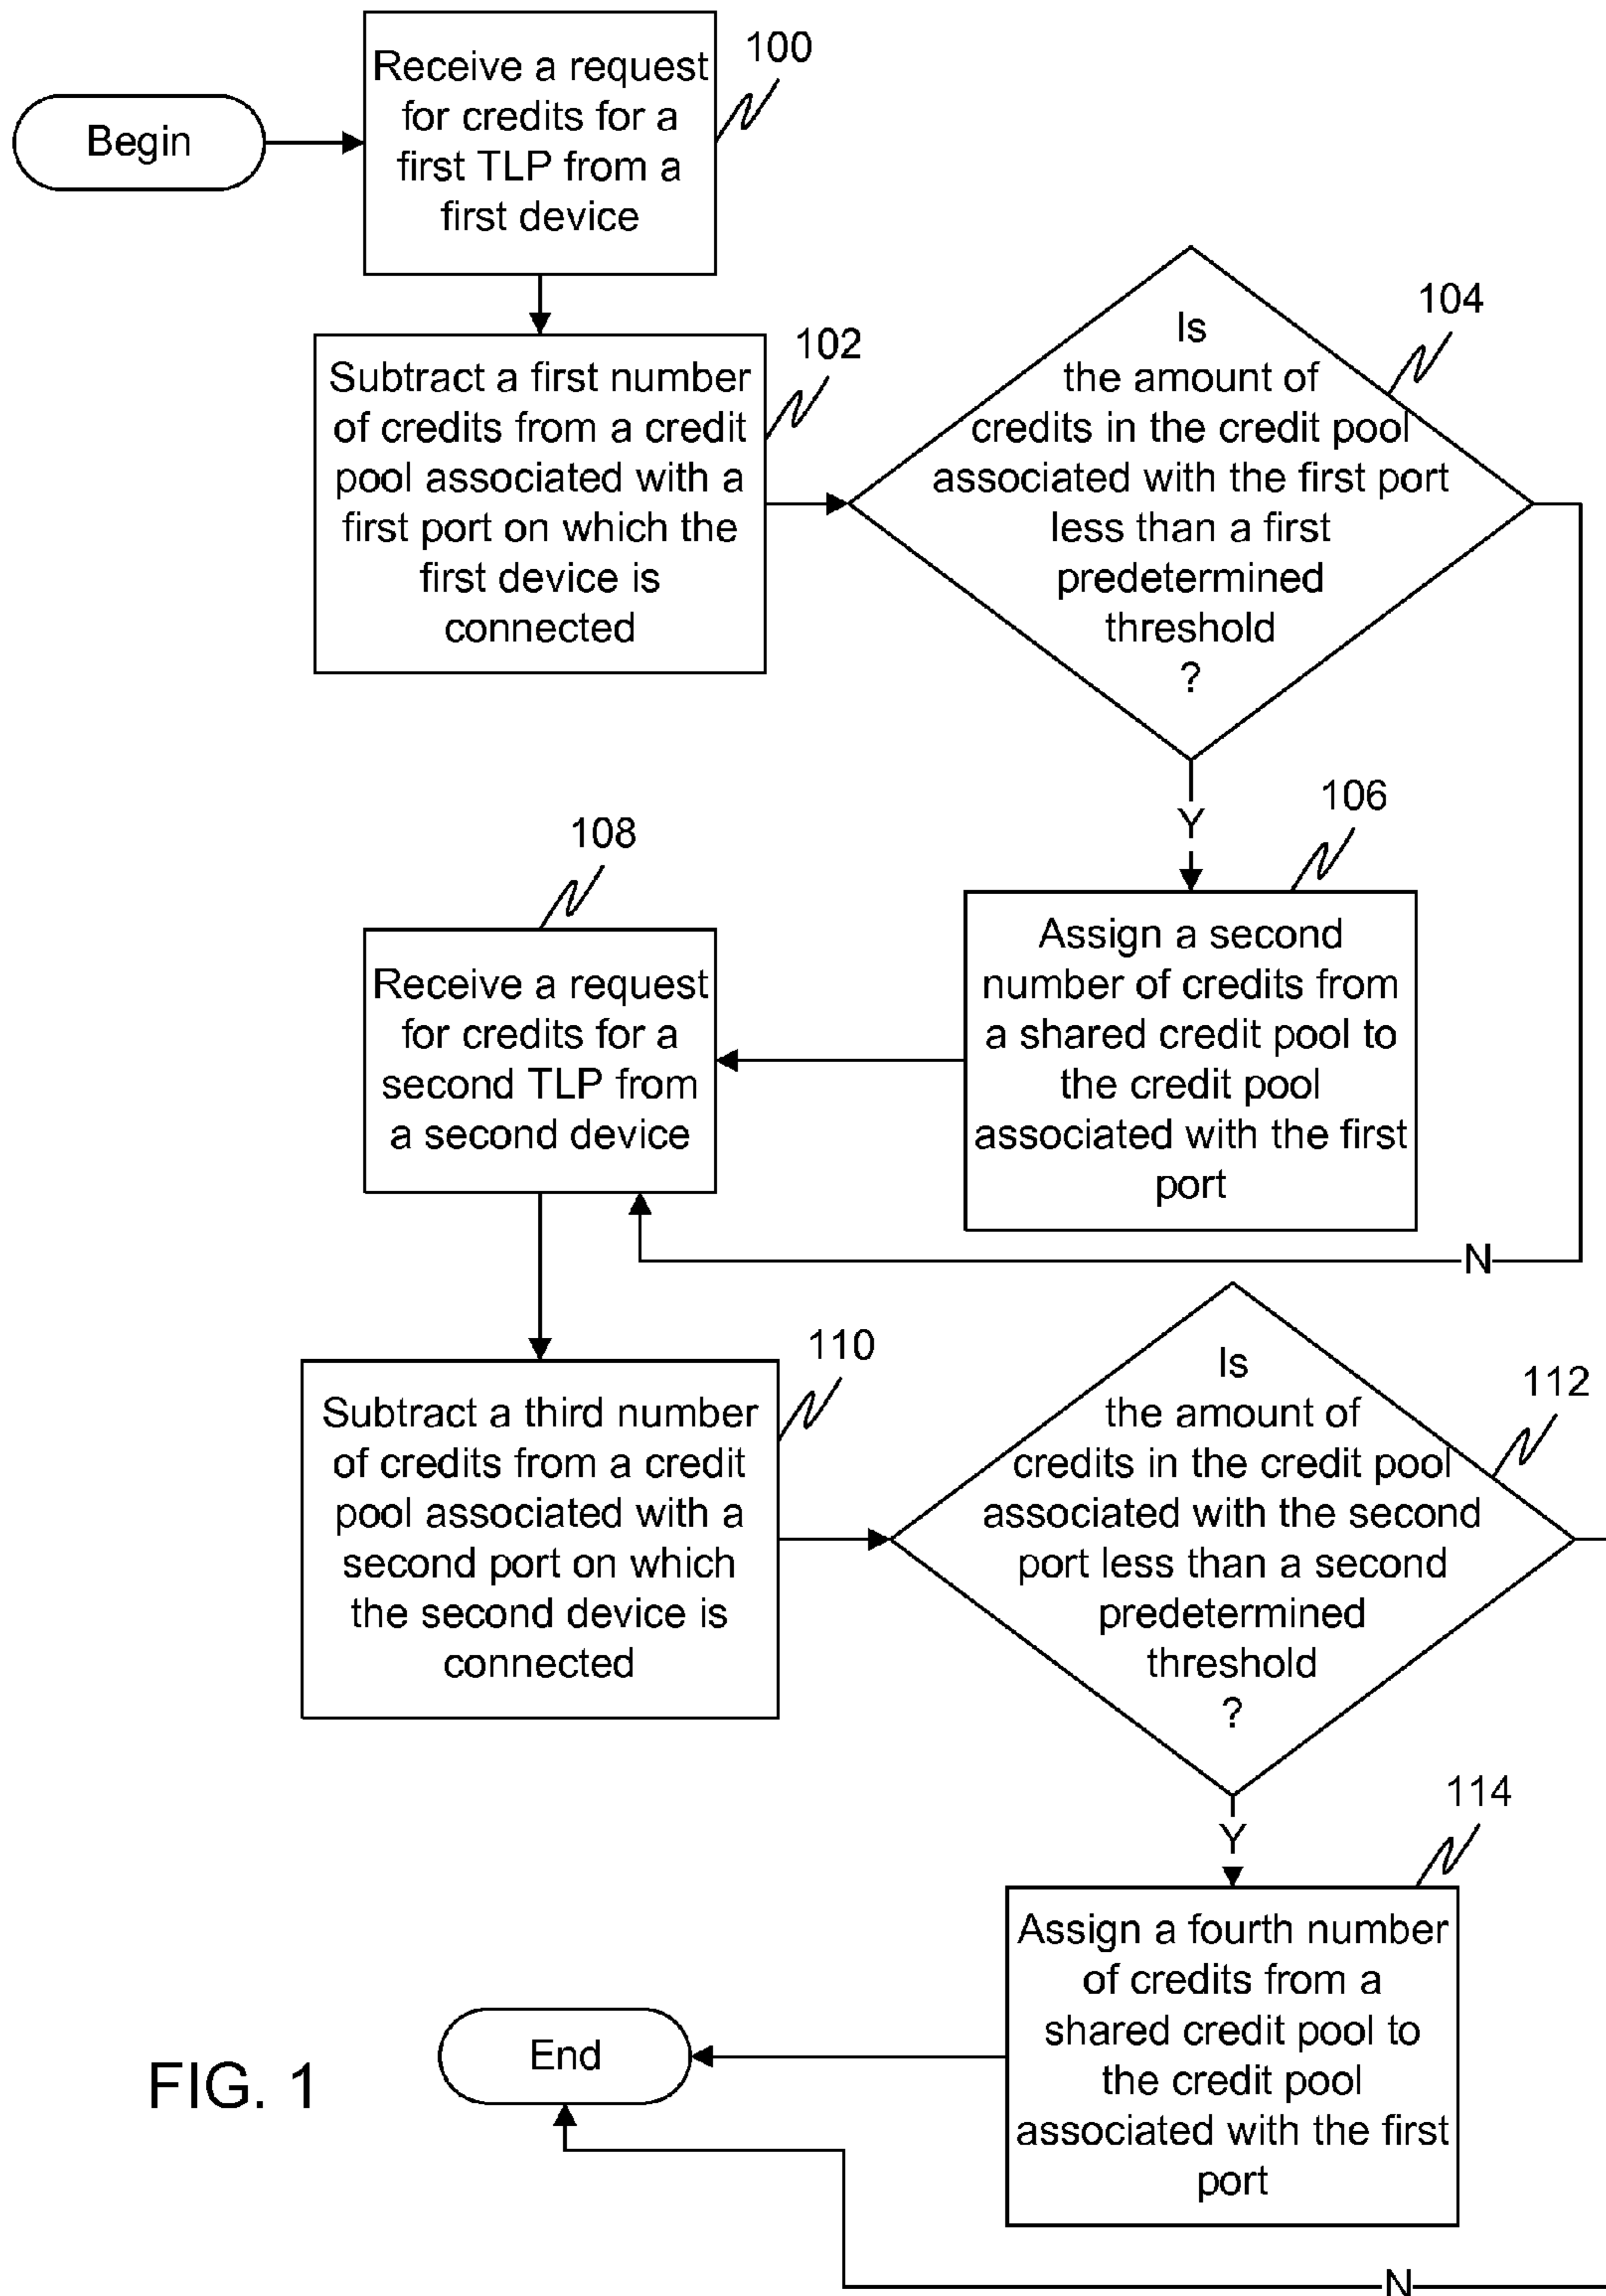 Begin
Receive a request
for credits for a
first TLP from a
first device
100
Subtract a first number
of credits from a credit
pool associated with a
first port on which the
first device is
connected
102
Is
the amount of
credits in the credit pool
associated with the first port
less than a first
predetermined
threshold
?
104
Y
N
Assign a second
number of credits from
a shared credit pool to
the credit pool
associated with the first
port
106
Receive a request
for credits for a
second TLP from
a second device
108
Subtract a third number
of credits from a credit
pool associated with a
second port on which
the second device is
connected
110
Is
the amount of
credits in the credit pool
associated with the second
port less than a second
predetermined
threshold
?
112
Y
N
Assign a fourth number
of credits from a
shared credit pool to
the credit pool
associated with the first
port
114
End
FIG. 1